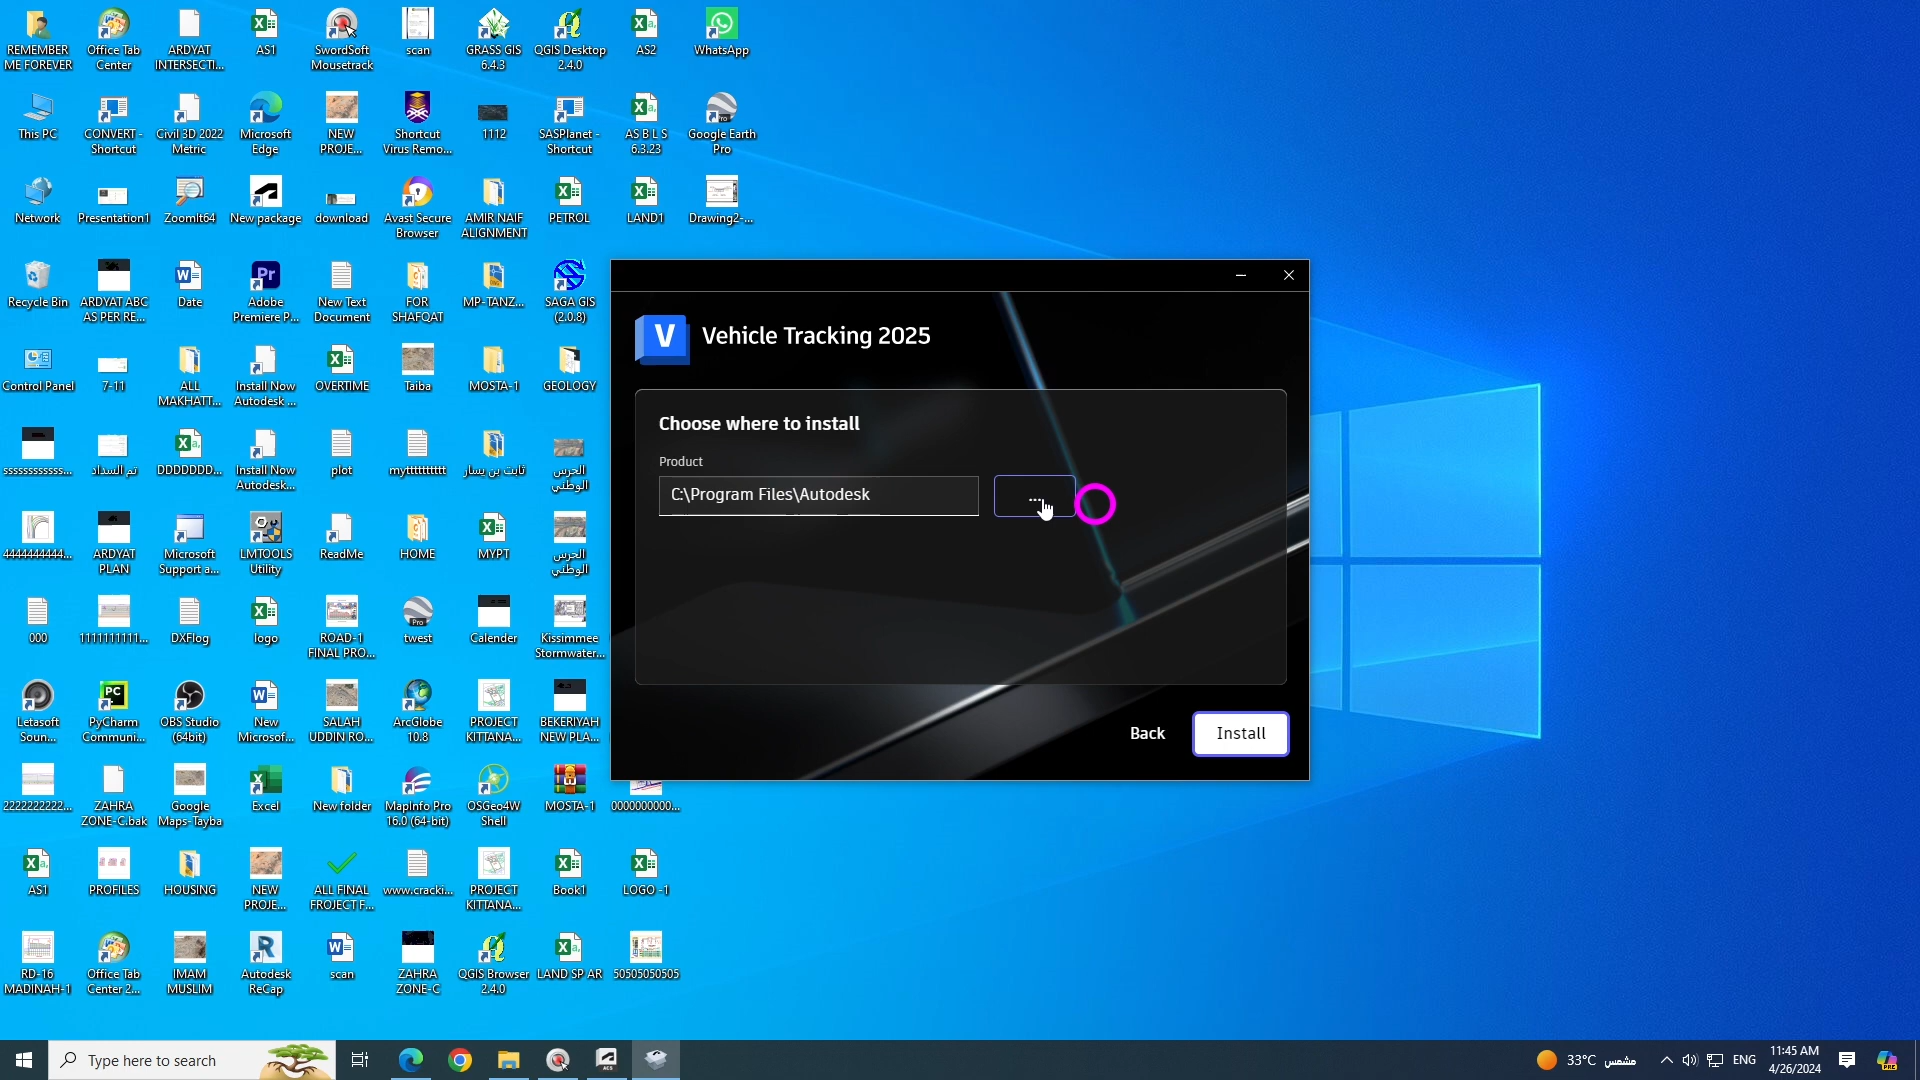 REMEMBER ME FOREVER
Office Tab Center
ARDYAT INTERSECTI...
AS1
SwordSoft Mousetrack
scan
GRASS GIS 6.4.3
QGIS Desktop 2.4.0
AS2
WhatsApp
This PC
CONVERT - Shortcut
Civil 3D 2022 Metric
Microsoft Edge
NEW PROJE...
Shortcut Virus Remo...
1112
SASPlanet - Shortcut
AS B L S 6.3.23
Google Earth Pro
Network
Presentation1
ZoomIt64
New package
download
Avast Secure Browser
AMIR NAIF ALIGNMENT
PETROL
LAND1
Drawing2-...
Recycle Bin
ARDYAT ABC AS PER RE...
Date
Adobe Premiere P...
New Text Document
FOR SHAFQAT
MP-TANZ...
SAGA GIS (2.0.8)
Control Panel
7-11
ALL MAKHATT...
Install Now Autodesk ...
OVERTIME
Taiba
MOSTA-1
GEOLOGY
ssssssssssss...
تم السداد
DDDDDDD...
Install Now Autodesk...
plot
mytttttttttt
ثابت بن يسار
الحرس الوطني
4444444444...
ARDYAT PLAN
Microsoft Support a...
LMTOOLS Utility
ReadMe
HOME
MYPT
الحرس الوطني
000
1111111111...
DXFlog
logo
ROAD-1 FINAL PRO...
twest
Calender
Kissimmee Stormwater...
Letasoft Soun...
PyCharm Communi...
OBS Studio (64bit)
New Microsof...
SALAH UDDIN RO...
ArcGlobe 10.8
PROJECT KITTANA...
BEKERIYAH NEW PLA...
2222222222...
ZAHRA ZONE-C.bak
Google Maps-Tayba
Excel
New folder
MapInfo Pro 16.0 (64-bit)
OSGeo4W Shell
MOSTA-1
0000000000...
AS1
PROFILES
HOUSING
NEW PROJE...
ALL FINAL FROJECT F...
www.cracki...
PROJECT KITTANA...
Book1
LOGO -1
RD-16 MADINAH-1
Office Tab Center 2...
IMAM MUSLIM
Autodesk ReCap
scan
ZAHRA ZONE-C
QGIS Browser 2.4.0
LAND SP AR
50505050505
V Vehicle Tracking 2025
Choose where to install
Product
C:\Program Files\Autodesk
...
Back
Install
Type here to search
33°C مشمس
ENG
11:45 AM
4/26/2024